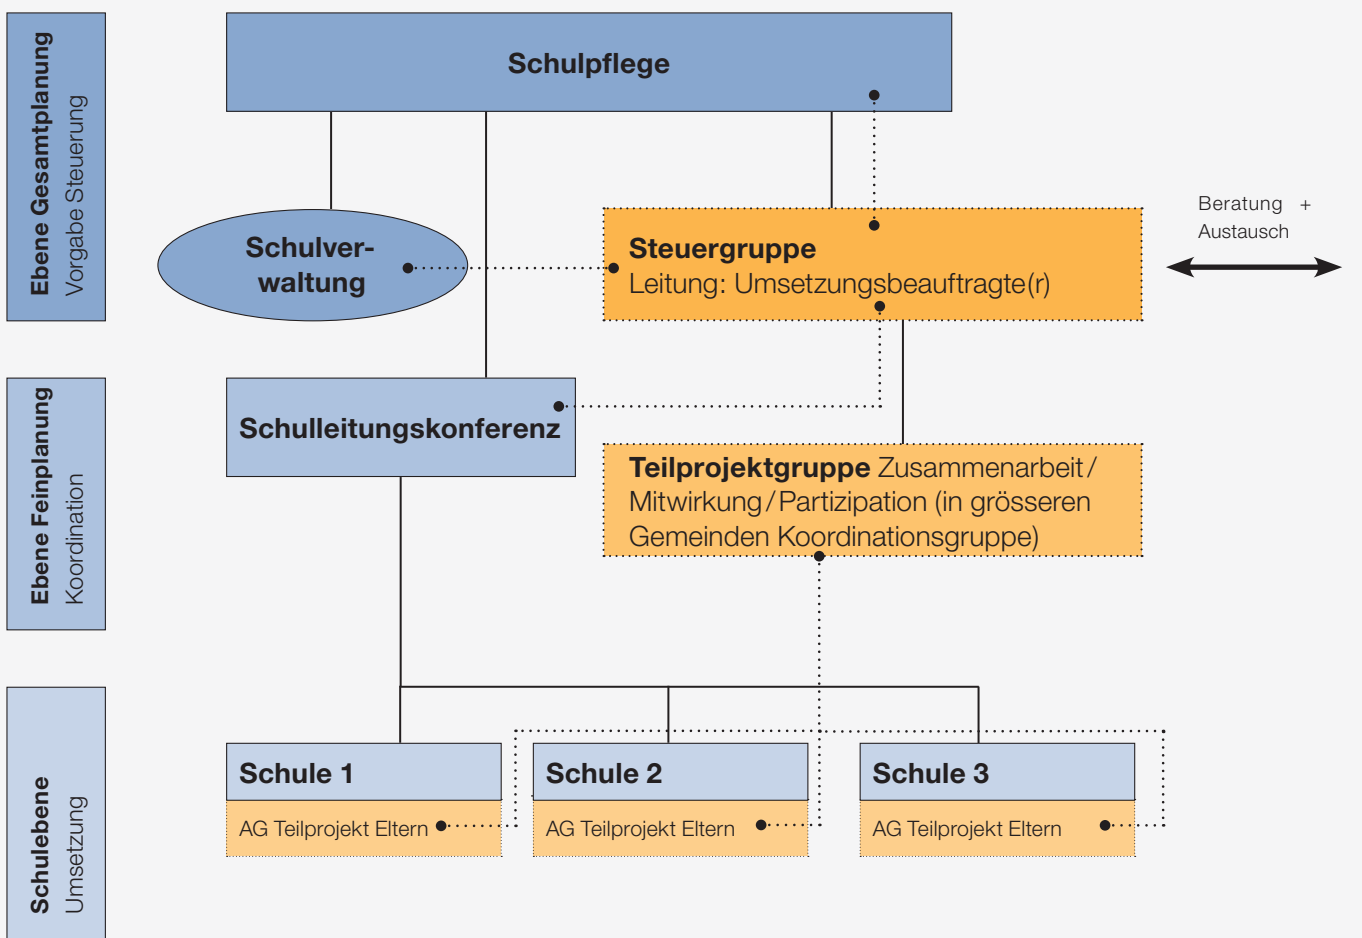 Ebene Gesamtplanung
Vorgabe Steuerung
Schulpflege
Schulver-
waltung
Steuergruppe
Leitung: Umsetzungsbeauftragte(r)
Beratung +
Austausch
Ebene Feinplanung
Koordination
Schulleitungskonferenz
Teilprojektgruppe Zusammenarbeit/
Mitwirkung/Partizipation (in grösseren
Gemeinden Koordinationsgruppe)
Schulebene
Umsetzung
Schule 1
AG Teilprojekt Eltern
Schule 2
AG Teilprojekt Eltern
Schule 3
AG Teilprojekt Eltern